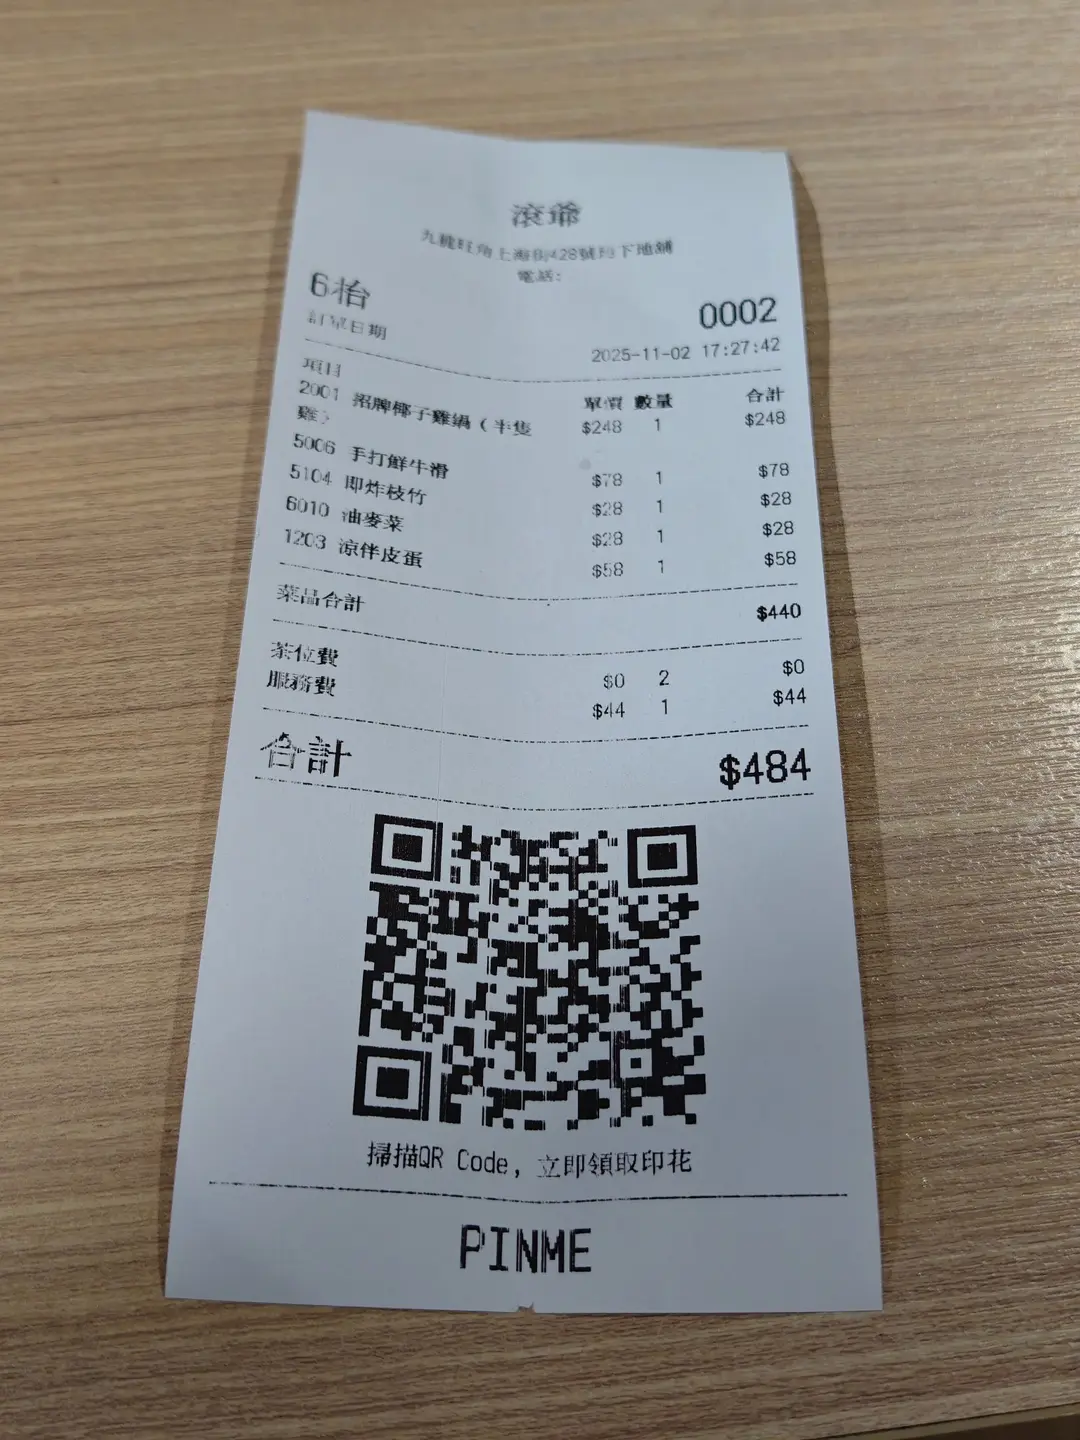 滾爺
九龍旺角上海街428號地下地舖
電話:
6枱 0002
訂單日期 2025-11-02 17:27:42
項目 單價 數量 合計
2001 招牌椰子雞鍋（半隻雞） $248 1 $248
5006 手打鮮牛滑 $78 1 $78
5104 即炸枝竹 $28 1 $28
6010 油麥菜 $28 1 $28
1203 涼伴皮蛋 $58 1 $58
菜品合計 $440
茶位費 $0 2 $0
服務費 $44 1 $44
合計 $484
掃描QR Code, 立即領取印花
PINME